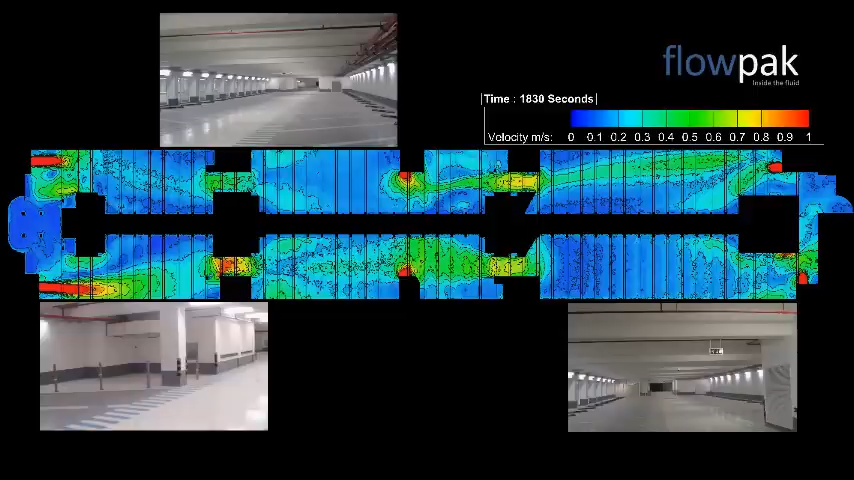 flowpak
Inside the fluid
Time : 1830 Seconds
Velocity m/s: 0 0.1 0.2 0.3 0.4 0.5 0.6 0.7 0.8 0.9 1